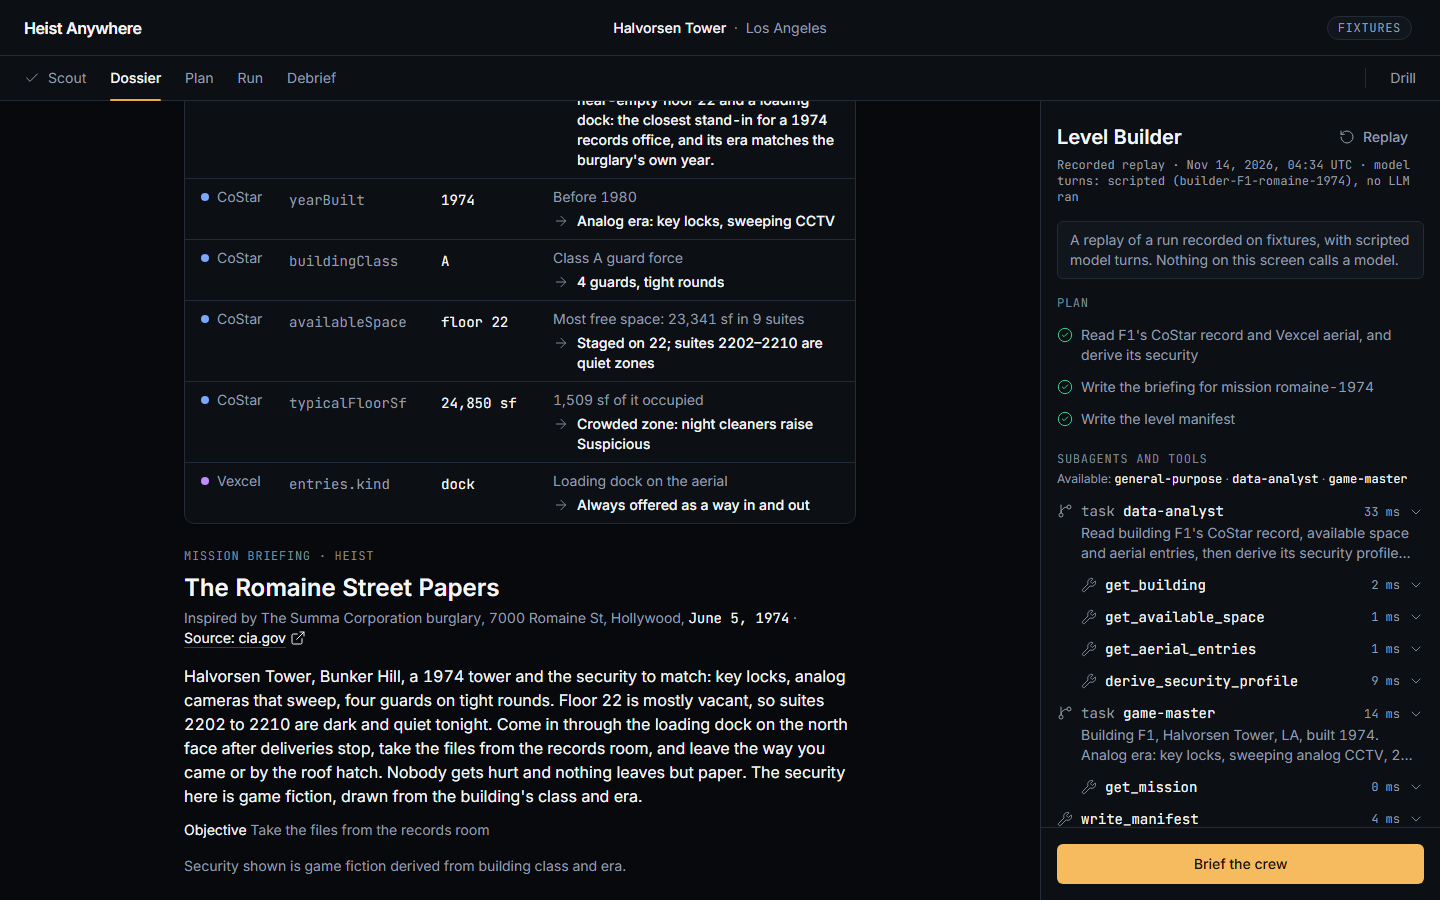 Heist Anywhere
Halvorsen Tower · Los Angeles
FIXTURES
Scout
Dossier
Plan
Run
Debrief
Drill
near-empty floor 22 and a loading
dock: the closest stand-in for a 1974
records office, and its era matches the
burglary's own year.
CoStar yearBuilt 1974 Before 1980
→ Analog era: key locks, sweeping CCTV
CoStar buildingClass A Class A guard force
→ 4 guards, tight rounds
CoStar availableSpace floor 22 Most free space: 23,341 sf in 9 suites
→ Staged on 22; suites 2202–2210 are
quiet zones
CoStar typicalFloorSf 24,850 sf 1,509 sf of it occupied
→ Crowded zone: night cleaners raise
Suspicious
Vexcel entries.kind dock Loading dock on the aerial
→ Always offered as a way in and out
MISSION BRIEFING · HEIST
The Romaine Street Papers
Inspired by The Summa Corporation burglary, 7000 Romaine St, Hollywood, June 5, 1974 ·
Source: cia.gov
Halvorsen Tower, Bunker Hill, a 1974 tower and the security to match: key locks, analog
cameras that sweep, four guards on tight rounds. Floor 22 is mostly vacant, so suites
2202 to 2210 are dark and quiet tonight. Come in through the loading dock on the north
face after deliveries stop, take the files from the records room, and leave the way you
came or by the roof hatch. Nobody gets hurt and nothing leaves but paper. The security
here is game fiction, drawn from the building's class and era.
Objective Take the files from the records room
Security shown is game fiction derived from building class and era.
Level Builder
Replay
Recorded replay · Nov 14, 2026, 04:34 UTC · model
turns: scripted (builder-F1-romaine-1974), no LLM
ran
A replay of a run recorded on fixtures, with scripted
model turns. Nothing on this screen calls a model.
PLAN
Read F1's CoStar record and Vexcel aerial, and
derive its security
Write the briefing for mission romaine-1974
Write the level manifest
SUBAGENTS AND TOOLS
Available: general-purpose · data-analyst · game-master
task data-analyst 33 ms
Read building F1's CoStar record, available space
and aerial entries, then derive its security profile...
get_building 2 ms
get_available_space 1 ms
get_aerial_entries 1 ms
derive_security_profile 9 ms
task game-master 14 ms
Building F1, Halvorsen Tower, LA, built 1974.
Analog era: key locks, sweeping analog CCTV, 2...
get_mission 0 ms
write_manifest 4 ms
Brief the crew